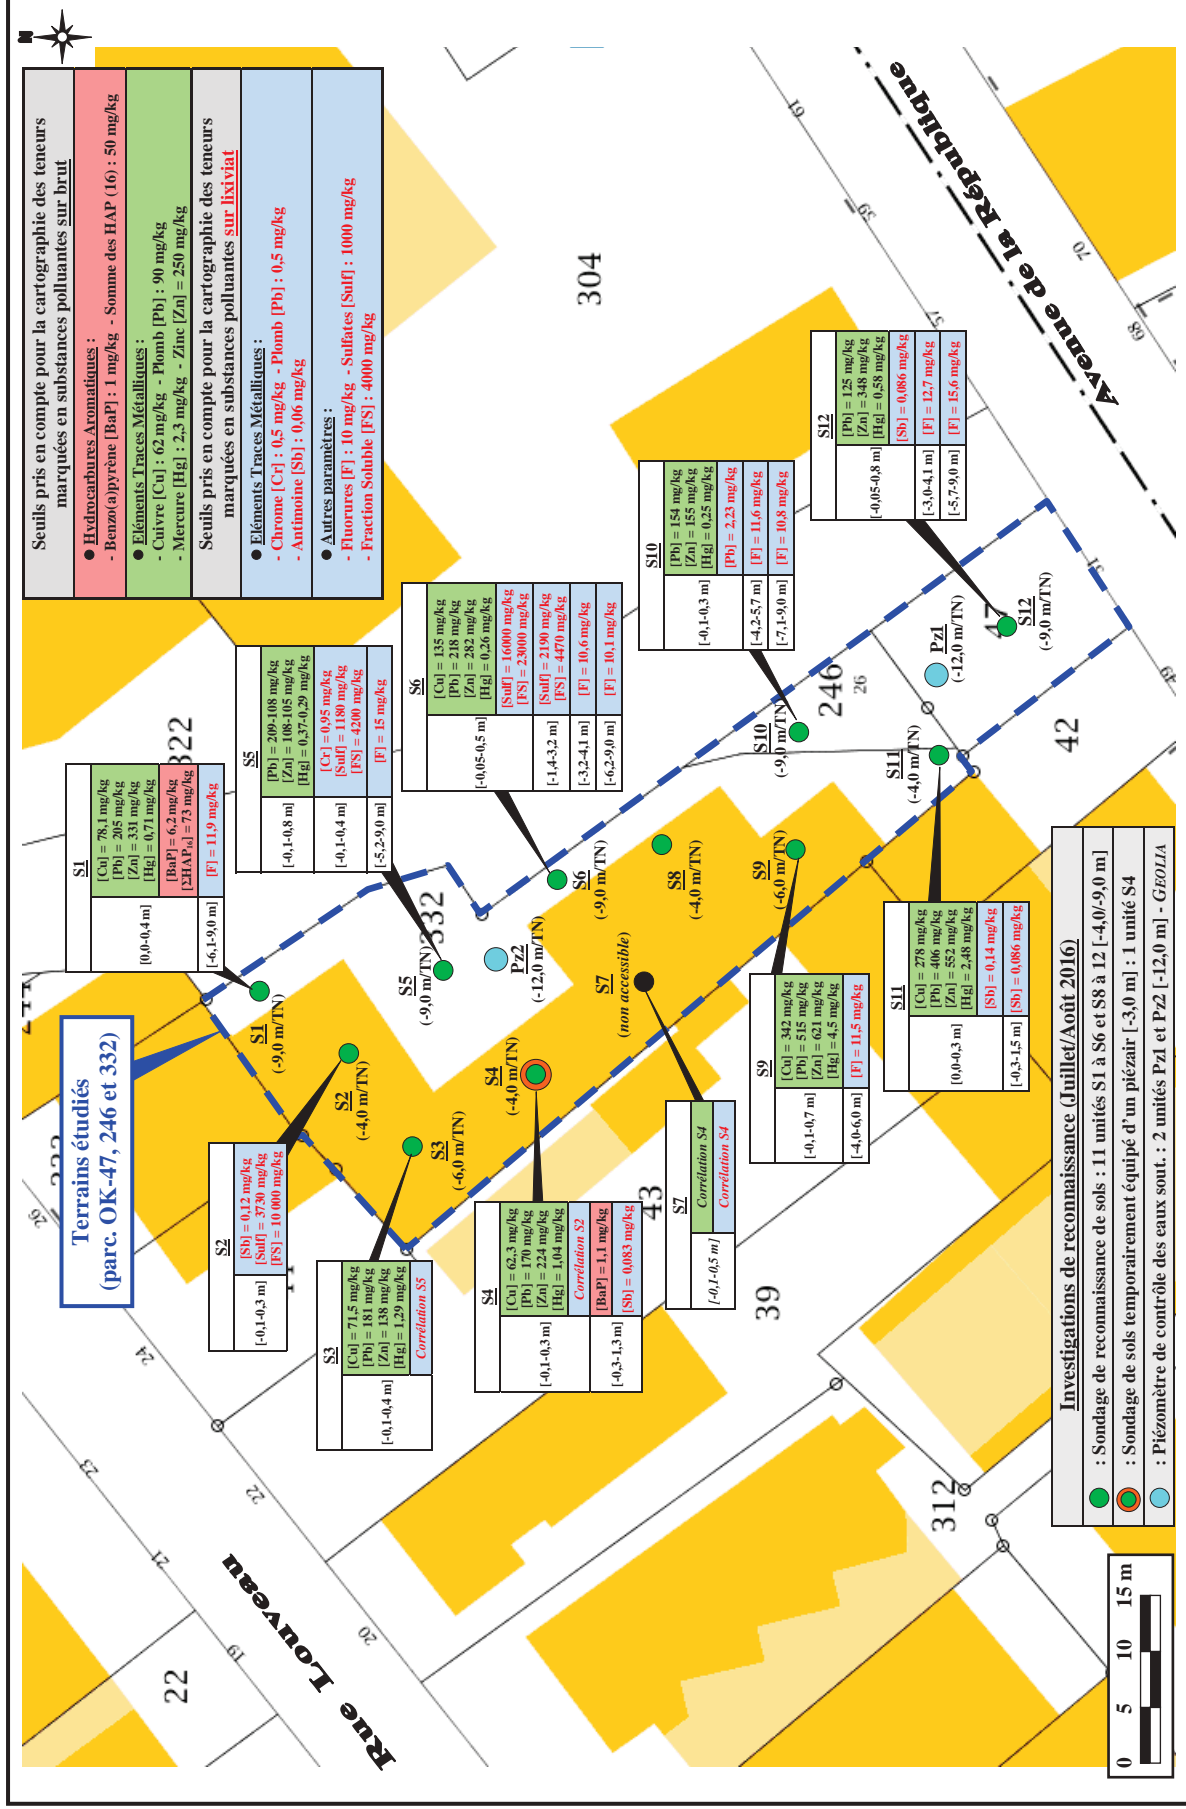 N
Seuils pris en compte pour la cartographie des teneurs
marquées en substances polluantes sur brut
● Hydrocarbures Aromatiques :
- Benzo(a)pyrène [BaP] : 1 mg/kg - Somme des HAP (16) : 50 mg/kg
● Eléments Traces Métalliques :
- Cuivre [Cu] : 62 mg/kg - Plomb [Pb] : 90 mg/kg
- Mercure [Hg] : 2,3 mg/kg - Zinc [Zn] = 250 mg/kg
Seuils pris en compte pour la cartographie des teneurs
marquées en substances polluantes sur lixiviat
● Eléments Traces Métalliques :
- Chrome [Cr] : 0,5 mg/kg - Plomb [Pb] : 0,5 mg/kg
- Antimoine [Sb] : 0,06 mg/kg
● Autres paramètres :
- Fluorures [F] : 10 mg/kg - Sulfates [Sulf] : 1000 mg/kg
- Fraction Soluble [FS] : 4000 mg/kg
Terrains étudiés
(parc. OK-47, 246 et 332)
S1
[0,0-0,4 m]
[Cu] = 78,1 mg/kg
[Pb] = 205 mg/kg
[Zn] = 331 mg/kg
[Hg] = 0,71 mg/kg
[BaP] = 6,2 mg/kg
[ΣHAP16] = 73 mg/kg
[-6,1-9,0 m]
[F] = 11,9 mg/kg
S5
[-0,1-0,8 m]
[Pb] = 209-108 mg/kg
[Zn] = 108-105 mg/kg
[Hg] = 0,37-0,29 mg/kg
[-0,1-0,4 m]
[Cr] = 0,95 mg/kg
[Sulf] = 1180 mg/kg
[FS] = 4200 mg/kg
[-5,2-9,0 m]
[F] = 15 mg/kg
S6
[-0,05-0,5 m]
[Cu] = 135 mg/kg
[Pb] = 218 mg/kg
[Zn] = 282 mg/kg
[Hg] = 0,26 mg/kg
[Sulf] = 16000 mg/kg
[FS] = 23000 mg/kg
[-1,4-3,2 m]
[Sulf] = 2190 mg/kg
[FS] = 4470 mg/kg
[-3,2-4,1 m]
[F] = 10,6 mg/kg
[-6,2-9,0 m]
[F] = 10,1 mg/kg
S10
[-0,1-0,3 m]
[Pb] = 154 mg/kg
[Zn] = 155 mg/kg
[Hg] = 0,25 mg/kg
[Pb] = 2,23 mg/kg
[-4,2-5,7 m]
[F] = 11,6 mg/kg
[-7,1-9,0 m]
[F] = 10,8 mg/kg
S12
[-0,05-0,8 m]
[Pb] = 125 mg/kg
[Zn] = 348 mg/kg
[Hg] = 0,58 mg/kg
[Sb] = 0,086 mg/kg
[-3,0-4,1 m]
[F] = 12,7 mg/kg
[-5,7-9,0 m]
[F] = 15,6 mg/kg
S2
[-0,1-0,3 m]
[Sb] = 0,12 mg/kg
[Sulf] = 3730 mg/kg
[FS] = 10 000 mg/kg
S3
[-0,1-0,4 m]
[Cu] = 71,5 mg/kg
[Pb] = 181 mg/kg
[Zn] = 138 mg/kg
[Hg] = 1,29 mg/kg
Corrélation S5
S4
[-0,1-0,3 m]
[Cu] = 62,3 mg/kg
[Pb] = 170 mg/kg
[Zn] = 224 mg/kg
[Hg] = 1,04 mg/kg
Corrélation S2
[-0,3-1,3 m]
[BaP] = 1,1 mg/kg
[Sb] = 0,083 mg/kg
S7
[-0,1-0,5 m]
Corrélation S4
Corrélation S4
S9
[-0,1-0,7 m]
[Cu] = 342 mg/kg
[Pb] = 515 mg/kg
[Zn] = 621 mg/kg
[Hg] = 4,5 mg/kg
[-4,0-6,0 m]
[F] = 11,5 mg/kg
S11
[0,0-0,3 m]
[Cu] = 278 mg/kg
[Pb] = 406 mg/kg
[Zn] = 552 mg/kg
[Hg] = 2,48 mg/kg
[Sb] = 0,14 mg/kg
[-0,3-1,5 m]
[Sb] = 0,086 mg/kg
S1
(-9,0 m/TN)
S2
(-4,0 m/TN)
S3
(-6,0 m/TN)
S4
(-4,0 m/TN)
S5
(-9,0 m/TN)
Pz2
(-12,0 m/TN)
S6
(-9,0 m/TN)
S7
(non accessible)
S8
(-4,0 m/TN)
S9
(-6,0 m/TN)
S10
(-9,0 m/TN)
S11
(-4,0 m/TN)
Pz1
(-12,0 m/TN)
S12
(-9,0 m/TN)
322
332
304
246
26
47
42
43
39
312
22
26
24
23
22
21
20
19
61
59
57
51
49
70
68
Rue Louveau
Avenue de la République
Investigations de reconnaissance (Juillet/Août 2016)
: Sondage de reconnaissance de sols : 11 unités S1 à S6 et S8 à 12 [-4,0/-9,0 m]
: Sondage de sols temporairement équipé d'un piézair [-3,0 m] : 1 unité S4
: Piézomètre de contrôle des eaux sout. : 2 unités Pz1 et Pz2 [-12,0 m] - GEOLIA
0 5 10 15 m